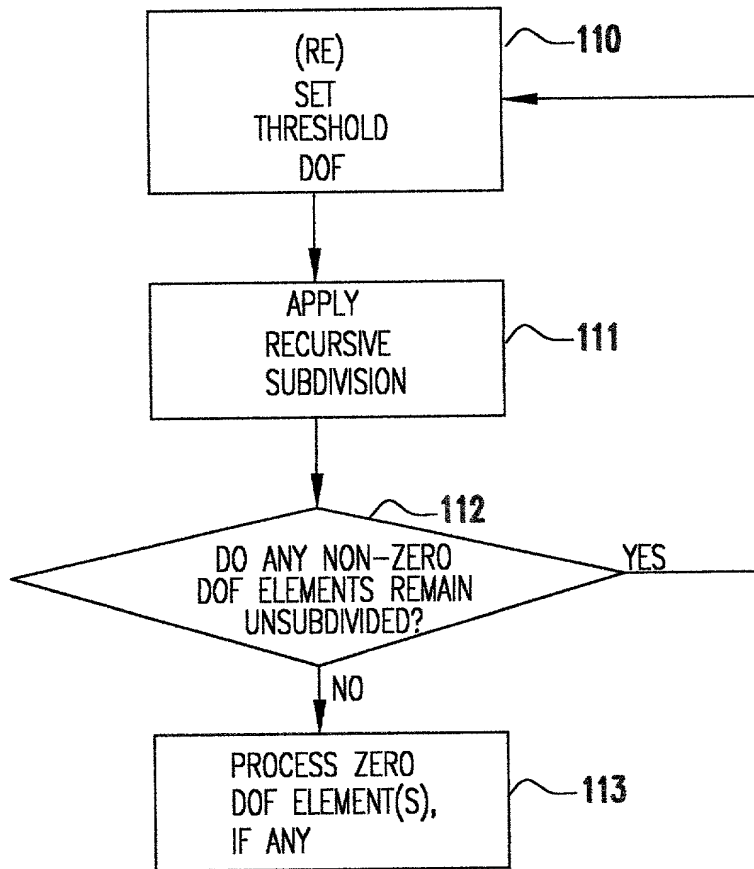 (RE)
SET
THRESHOLD
DOF
110
APPLY
RECURSIVE
SUBDIVISION
111
112
DO ANY NON-ZERO
DOF ELEMENTS REMAIN
UNSUBDIVIDED?
YES
NO
PROCESS ZERO
DOF ELEMENT(S),
IF ANY
113